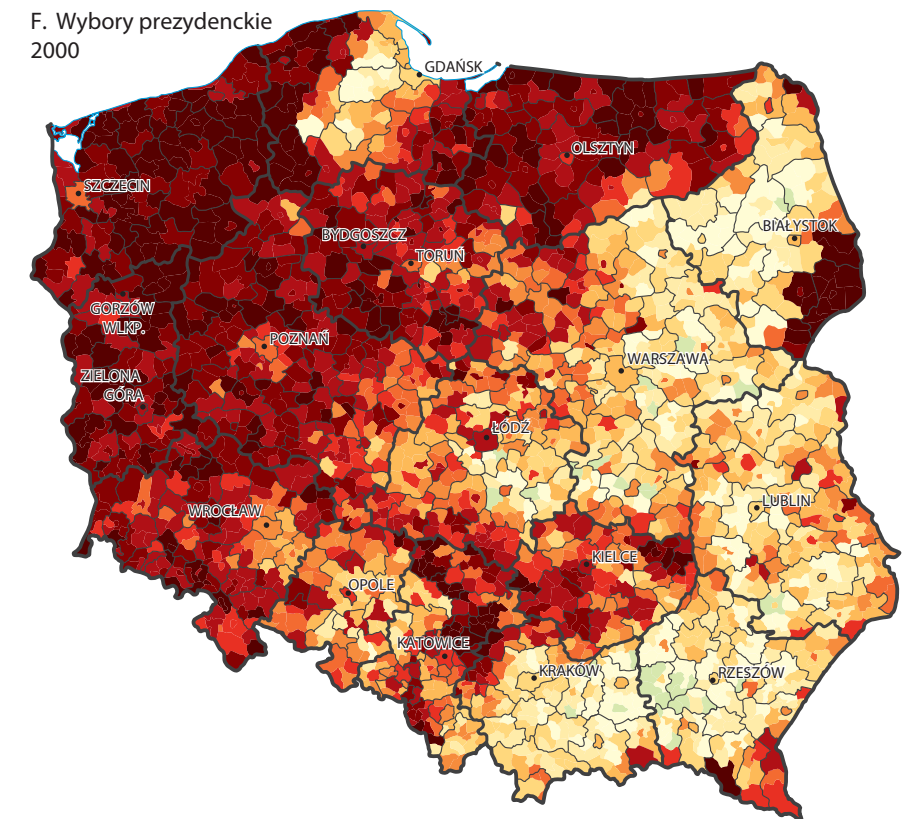 F. Wybory prezydenckie
2000
GDAŃSK
OLSZTYN
SZCZECIN
BIAŁYSTOK
BYDGOSZCZ
TORUŃ
GORZÓW
WLKP.
POZNAŃ
WARSZAWA
ZIELONA
GÓRA
ŁÓDŹ
LUBLIN
WROCŁAW
KIELCE
OPOLE
KATOWICE
KRAKÓW
RZESZÓW